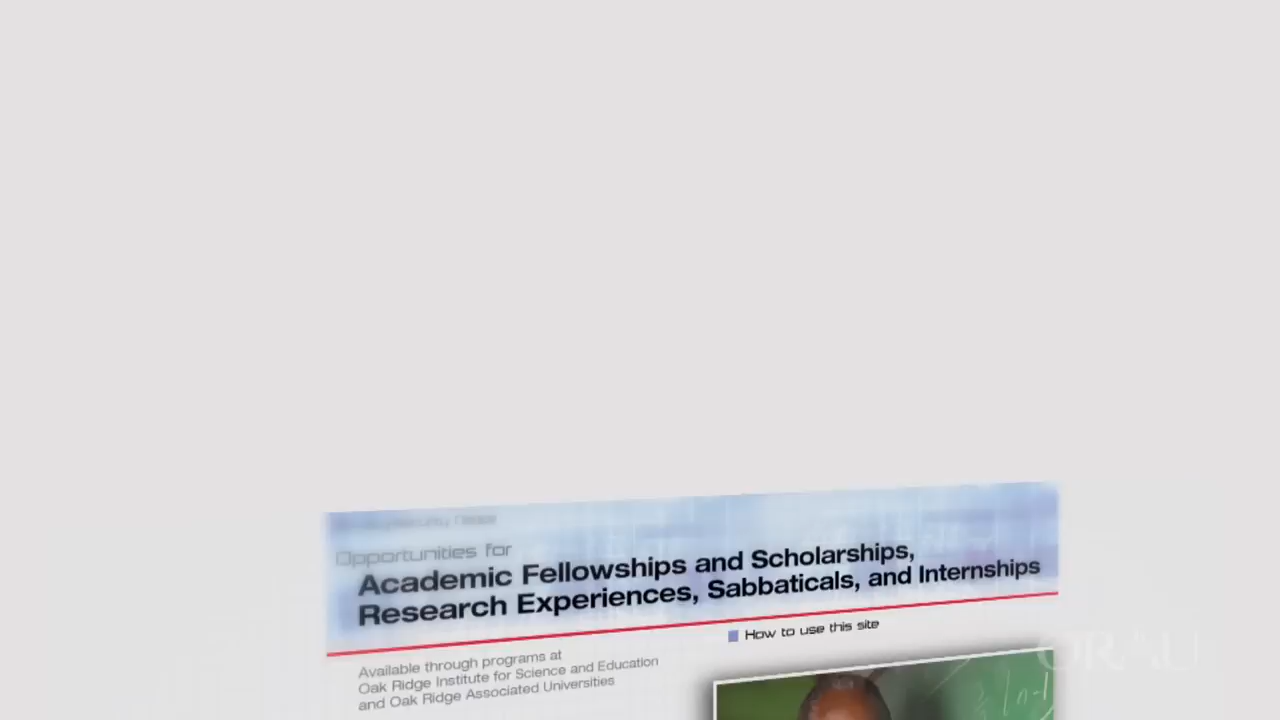 Opportunities for
Academic Fellowships and Scholarships,
Research Experiences, Sabbaticals, and Internships
How to use this site
Available through programs at
Oak Ridge Institute for Science and Education
and Oak Ridge Associated Universities
ORAU